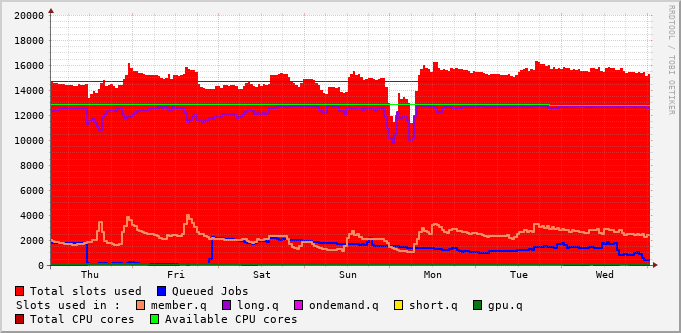 20000
18000
16000
14000
12000
10000
8000
6000
4000
2000
0
Thu Fri Sat Sun Mon Tue Wed
RRDTOOL / TOBI OETIKER
Total slots used Queued Jobs
Slots used in : member.q long.q ondemand.q short.q gpu.q
Total CPU cores Available CPU cores